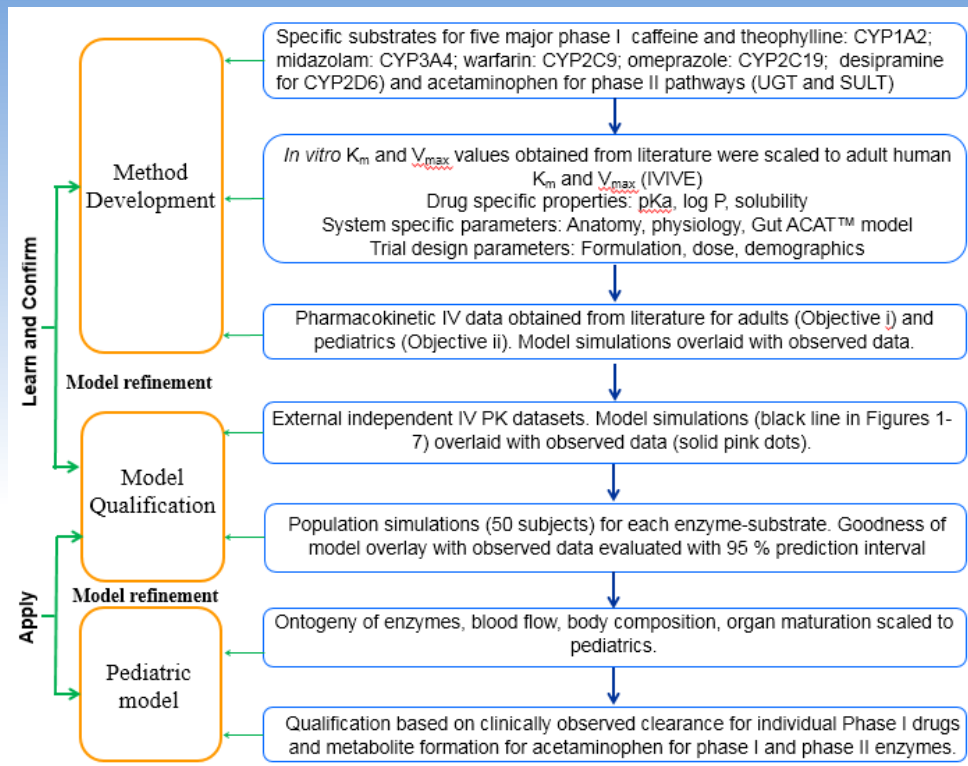 Specific substrates for five major phase I caffeine and theophylline: CYP1A2;
midazolam: CYP3A4; warfarin: CYP2C9; omeprazole: CYP2C19; desipramine
for CYP2D6) and acetaminophen for phase II pathways (UGT and SULT)
Method
Development
In vitro Km and Vmax values obtained from literature were scaled to adult human
Km and Vmax (IVIVE)
Drug specific properties: pKa, log P, solubility
System specific parameters: Anatomy, physiology, Gut ACAT™ model
Trial design parameters: Formulation, dose, demographics
Pharmacokinetic IV data obtained from literature for adults (Objective i) and
pediatrics (Objective ii). Model simulations overlaid with observed data.
Learn and Confirm
Model refinement
External independent IV PK datasets. Model simulations (black line in Figures 1-
7) overlaid with observed data (solid pink dots).
Model
Qualification
Population simulations (50 subjects) for each enzyme-substrate. Goodness of
model overlay with observed data evaluated with 95 % prediction interval
Apply
Model refinement
Ontogeny of enzymes, blood flow, body composition, organ maturation scaled to
pediatrics.
Pediatric
model
Qualification based on clinically observed clearance for individual Phase I drugs
and metabolite formation for acetaminophen for phase I and phase II enzymes.